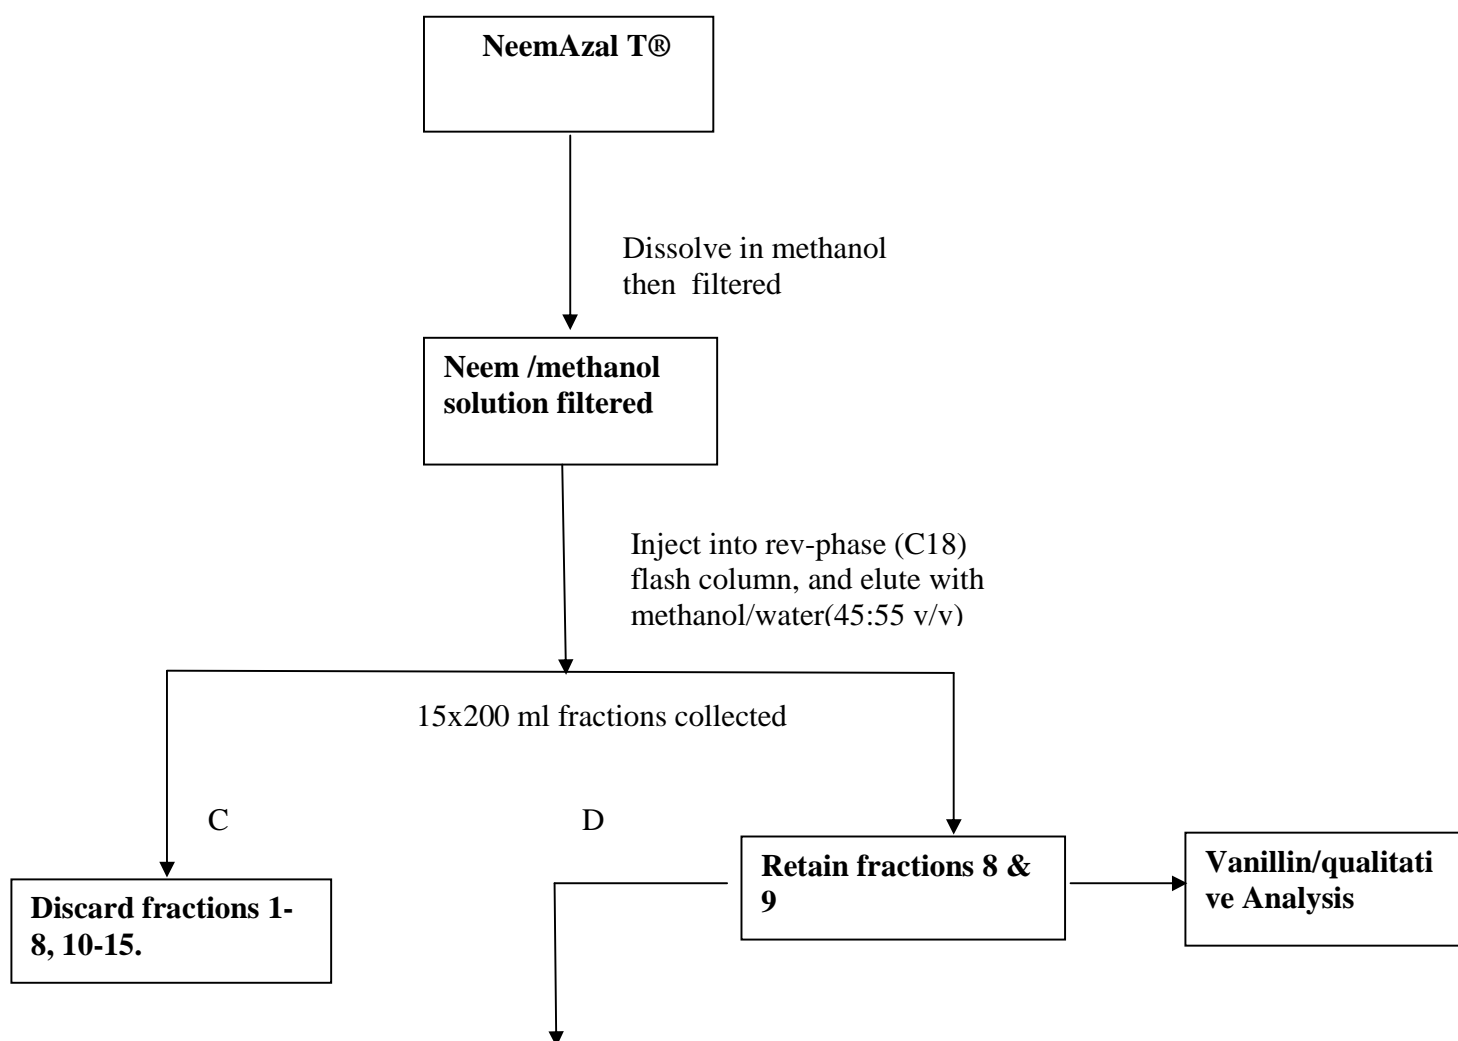 NeemAzal T®
Dissolve in methanol
then filtered
Neem /methanol
solution filtered
Inject into rev-phase (C18)
flash column, and elute with
methanol/water(45:55 v/v)
15x200 ml fractions collected
C
D
Retain fractions 8 &
9
Vanillin/qualitati
ve Analysis
Discard fractions 1-
8, 10-15.